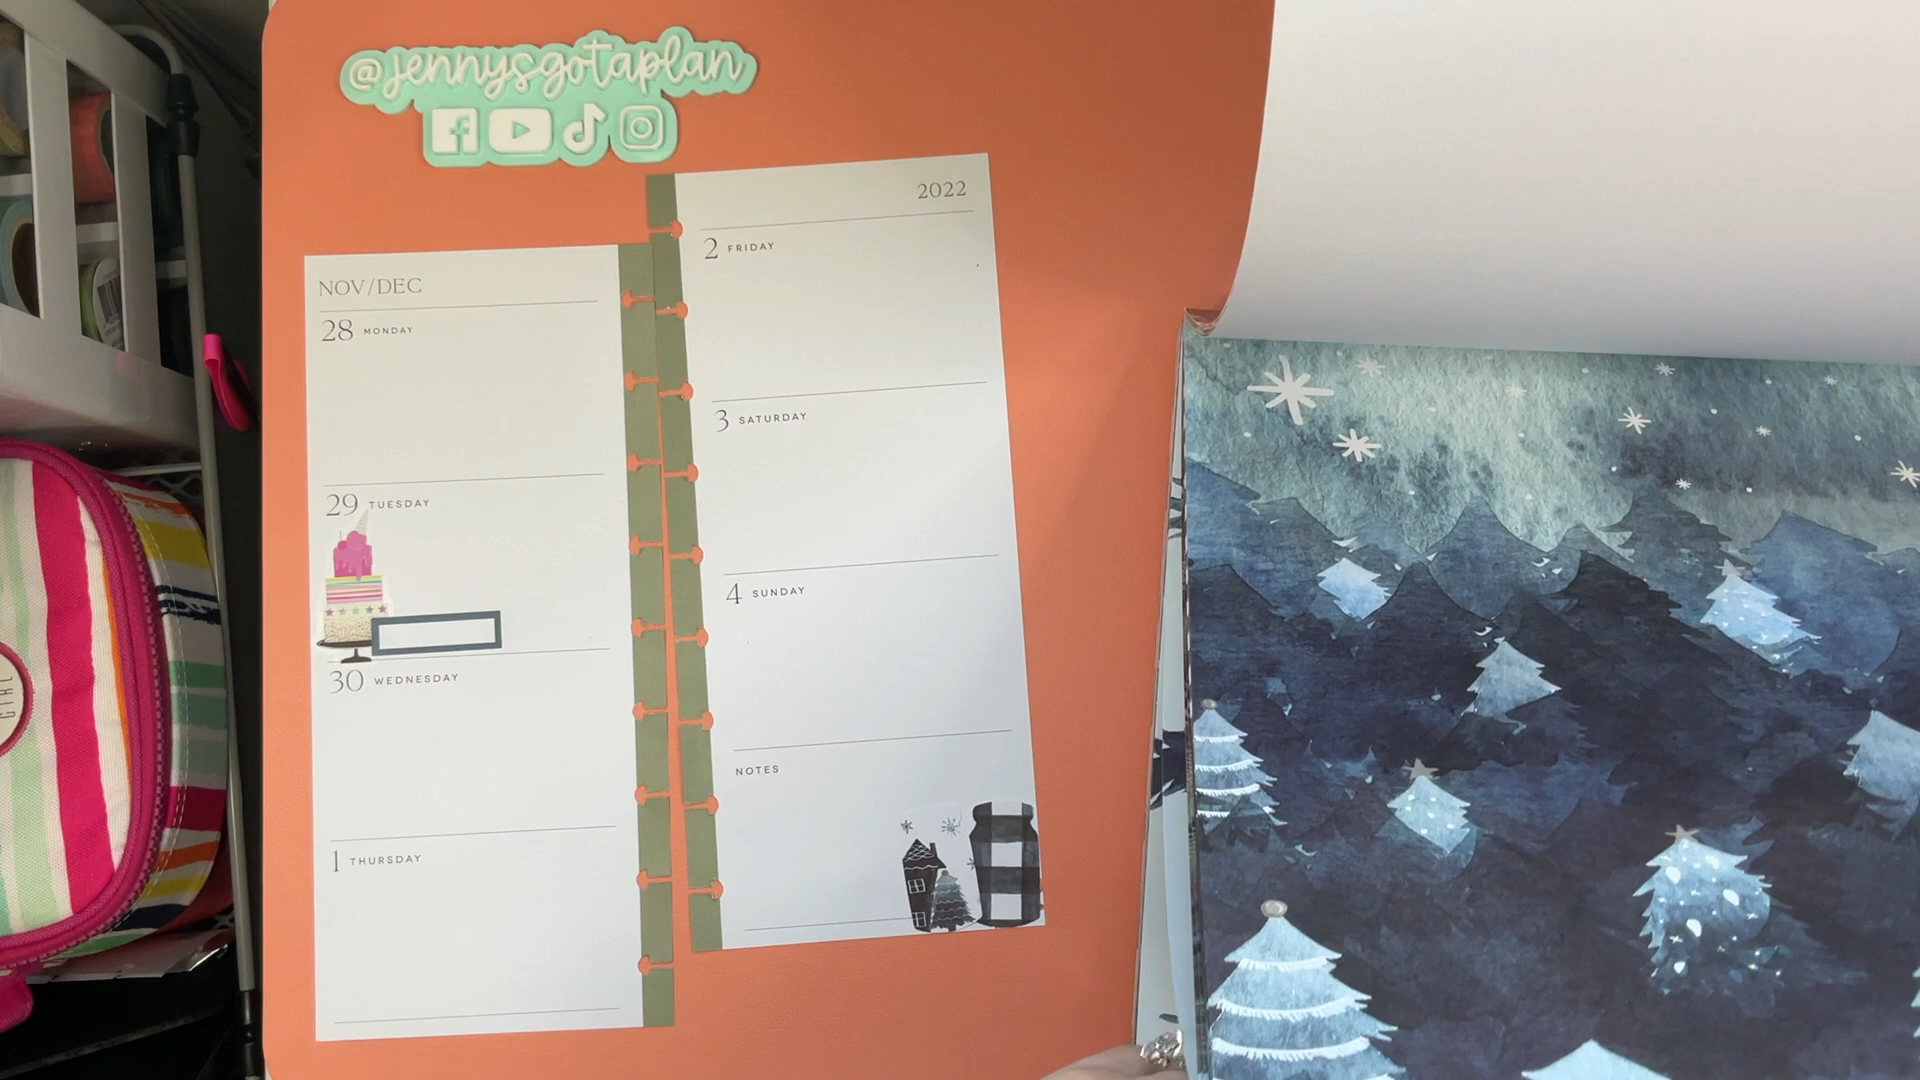 @jennysgotaplan
NOV/DEC
28 MONDAY
29 TUESDAY
30 WEDNESDAY
1 THURSDAY
2022
2 FRIDAY
3 SATURDAY
4 SUNDAY
NOTES
GIRL